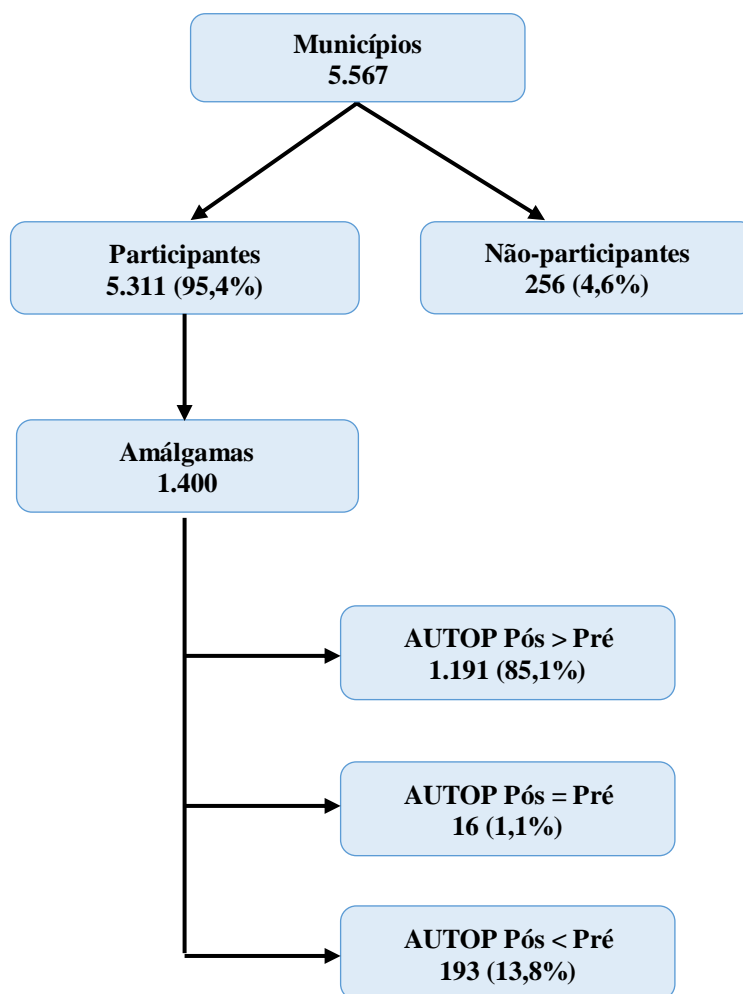 Municípios
5.567
Participantes
5.311 (95,4%)
Não-participantes
256 (4,6%)
Amálgamas
1.400
AUTOP Pós > Pré
1.191 (85,1%)
AUTOP Pós = Pré
16 (1,1%)
AUTOP Pós < Pré
193 (13,8%)